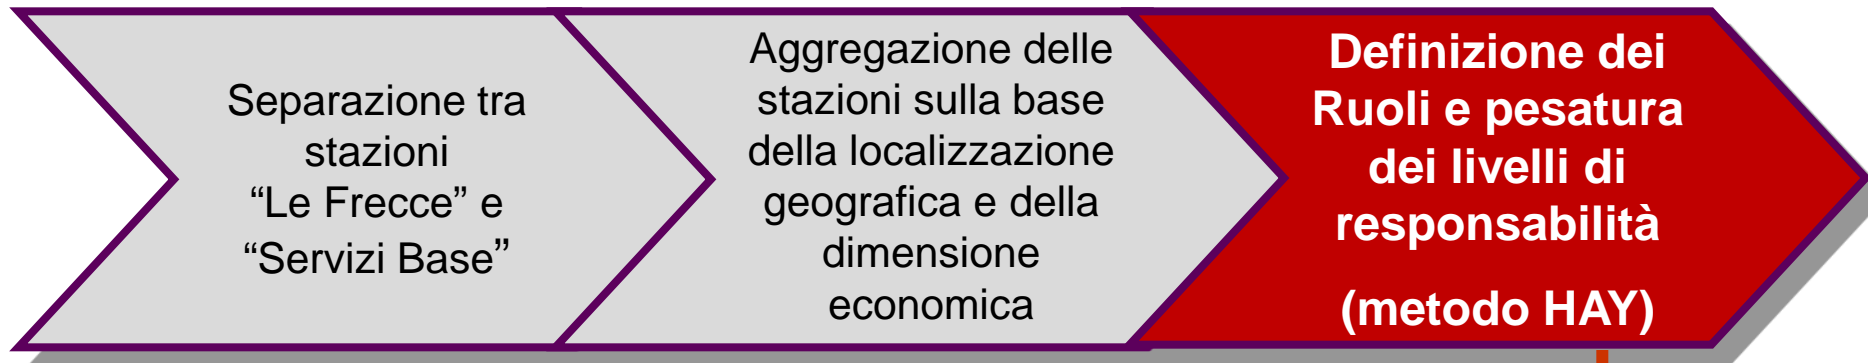 Separazione tra
stazioni
“Le Frecce” e
“Servizi Base”
Aggregazione delle
stazioni sulla base
della localizzazione
geografica e della
dimensione
economica
Definizione dei
Ruoli e pesatura
dei livelli di
responsabilità
(metodo HAY)